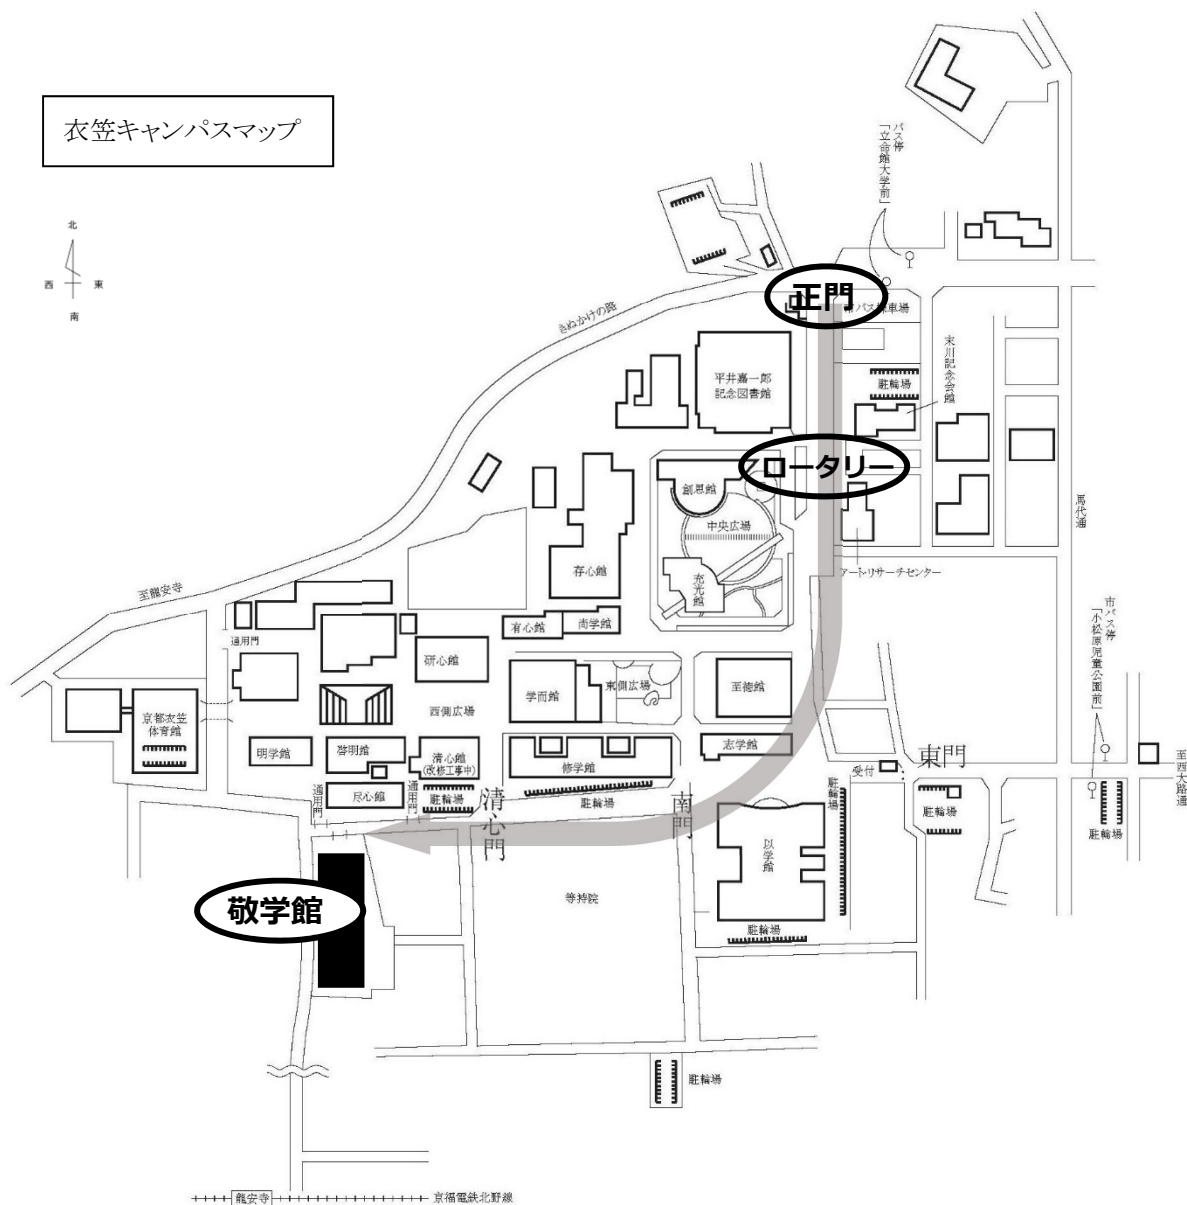 衣笠キャンパスマップ
北
西
東
南
バス停
「立命館大学前」
正門
市バス
車場
きぬかけの路
末川記念会館
平井嘉一郎
記念図書館
駐輪場
ロータリー
創思館
中央広場
馬代通
存心館
充光館
アートリサーチセンター
至龍安寺
市バス停
「小松原児童公園前」
有心館
尚学館
通用門
研心館
学而館
東側広場
至徳館
京都衣笠
体育館
西側広場
明学館
啓明館
清心館
(改修工事中)
修学館
志学館
受付
東門
至西大路通
尽心館
通用門
通用門
駐輪場
清心門
駐輪場
南門
駐輪場
駐輪場
駐輪場
以学館
敬学館
等持院
駐輪場
駐輪場
龍安寺
京福電鉄北野線